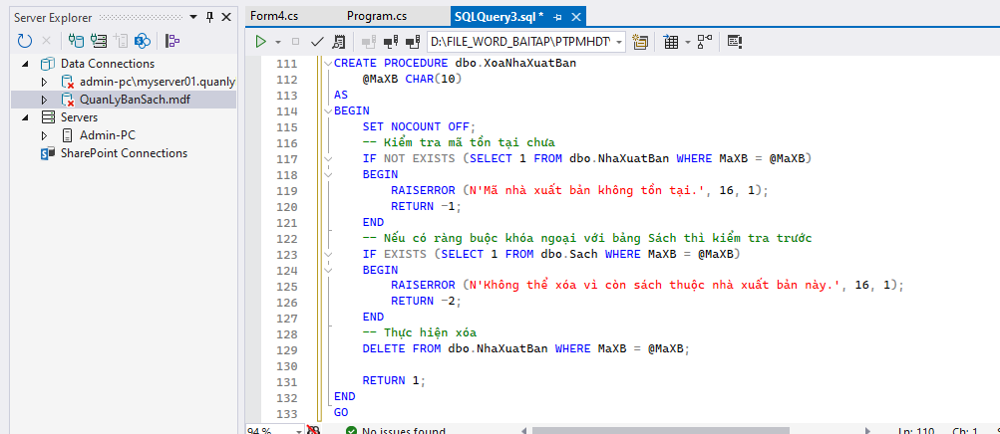 Server Explorer
Data Connections
admin-pc\myserver01.quanly
QuanLyBanSach.mdf
Servers
Admin-PC
SharePoint Connections
Form4.cs
Program.cs
SQLQuery3.sql *
D:\FILE_WORD_BAITAP\PTPMHDT\
111 CREATE PROCEDURE dbo.XoaNhaXuatBan
112 @MaXB CHAR(10)
113 AS
114 BEGIN
115 SET NOCOUNT OFF;
116 -- Kiểm tra mã tồn tại chưa
117 IF NOT EXISTS (SELECT 1 FROM dbo.NhaXuatBan WHERE MaXB = @MaXB)
118 BEGIN
119 RAISERROR (N'Mã nhà xuất bản không tồn tại.', 16, 1);
120 RETURN -1;
121 END
122 -- Nếu có ràng buộc khóa ngoại với bảng Sách thì kiểm tra trước
123 IF EXISTS (SELECT 1 FROM dbo.Sach WHERE MaXB = @MaXB)
124 BEGIN
125 RAISERROR (N'Không thể xóa vì còn sách thuộc nhà xuất bản này.', 16, 1);
126 RETURN -2;
127 END
128 -- Thực hiện xóa
129 DELETE FROM dbo.NhaXuatBan WHERE MaXB = @MaXB;
130
131 RETURN 1;
132 END
133 GO
94 %
No issues found
Ln: 110
Ch: 1